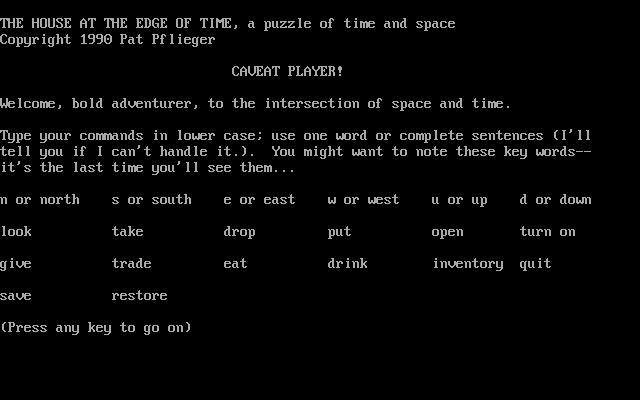 THE HOUSE AT THE EDGE OF TIME, a puzzle of time and space
Copyright 1990 Pat Pflieger
CAVEAT PLAYER!
Welcome, bold adventurer, to the intersection of space and time.
Type your commands in lower case; use one word or complete sentences (I'll
tell you if I can't handle it.).  You might want to note these key words--
it's the last time you'll see them...
n or north    s or south    e or east    w or west    u or up    d or down
look    take    drop    put    open    turn on
give    trade    eat    drink    inventory    quit
save    restore
(Press any key to go on)